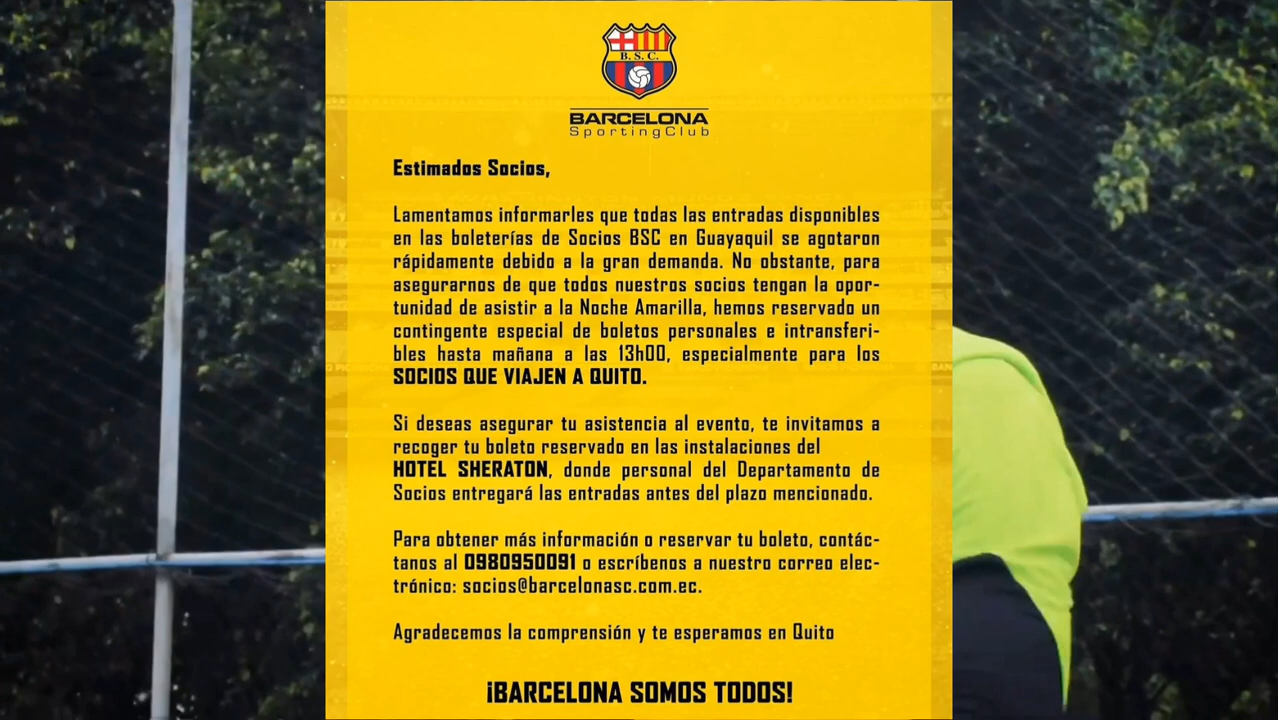 B. S. C.
BARCELONA
SportingClub
Estimados Socios,
Lamentamos informarles que todas las entradas disponibles
en las boleterías de Socios BSC en Guayaquil se agotaron
rápidamente debido a la gran demanda. No obstante, para
asegurarnos de que todos nuestros socios tengan la opor-
tunidad de asistir a la Noche Amarilla, hemos reservado un
contingente especial de boletos personales e intransferi-
bles hasta mañana a las 13h00, especialmente para los
SOCIOS QUE VIAJEN A QUITO.
Si deseas asegurar tu asistencia al evento, te invitamos a
recoger tu boleto reservado en las instalaciones del
HOTEL SHERATON, donde personal del Departamento de
Socios entregará las entradas antes del plazo mencionado.
Para obtener más información o reservar tu boleto, contác-
tanos al 0980950091 o escríbenos a nuestro correo elec-
trónico: socios@barcelonasc.com.ec.
Agradecemos la comprensión y te esperamos en Quito
¡BARCELONA SOMOS TODOS!